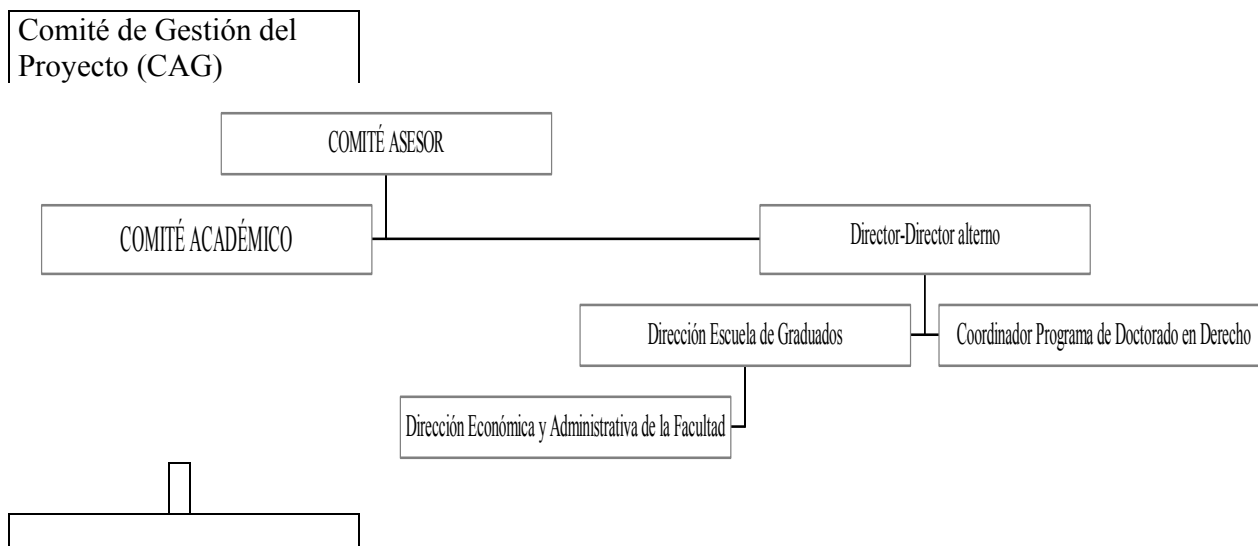 Comité de Gestión del
Proyecto (CAG)
COMITÉ ASESOR
COMITÉ ACADÉMICO
Director-Director alterno
Dirección Escuela de Graduados
Coordinador Programa de Doctorado en Derecho
Dirección Económica y Administrativa de la Facultad